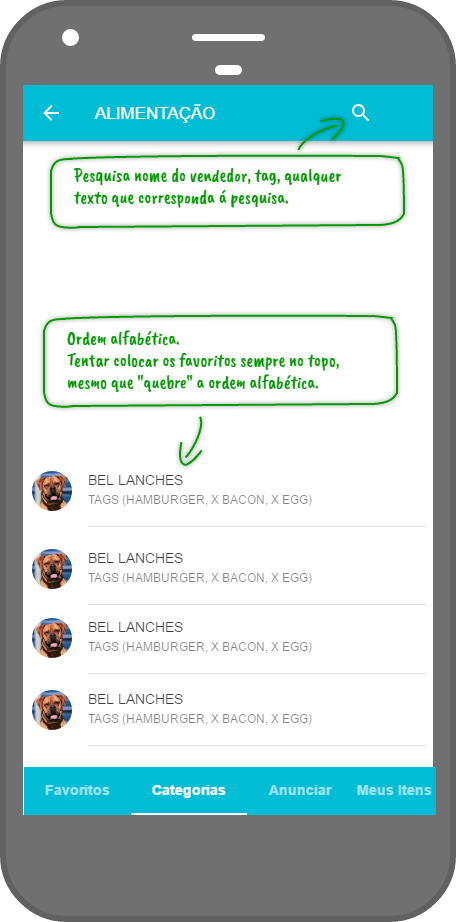 ALIMENTAÇÃO
Pesquisa nome do vendedor, tag, qualquer
texto que corresponda á pesquisa.
Ordem alfabética.
Tentar colocar os favoritos sempre no topo,
mesmo que "quebre" a ordem alfabética.
BEL LANCHES
TAGS (HAMBURGER, X BACON, X EGG)
BEL LANCHES
TAGS (HAMBURGER, X BACON, X EGG)
BEL LANCHES
TAGS (HAMBURGER, X BACON, X EGG)
BEL LANCHES
TAGS (HAMBURGER, X BACON, X EGG)
Favoritos Categorias Anunciar Meus Itens